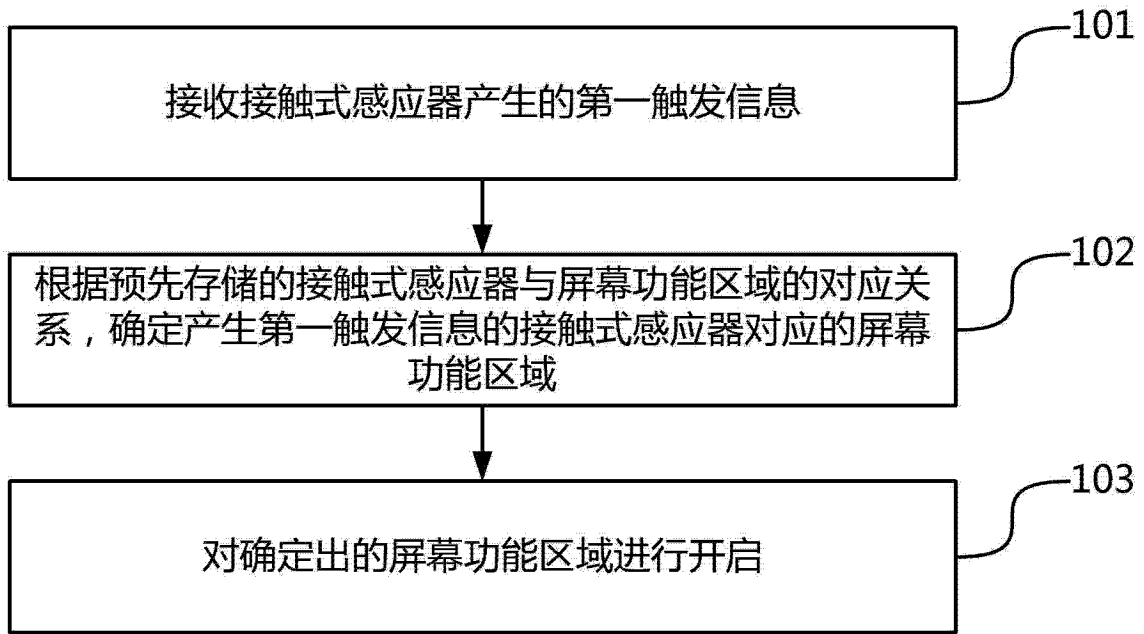 101
接收接触式感应器产生的第一触发信息
102
根据预先存储的接触式感应器与屏幕功能区域的对应关
系，确定产生第一触发信息的接触式感应器对应的屏幕
功能区域
103
对确定出的屏幕功能区域进行开启